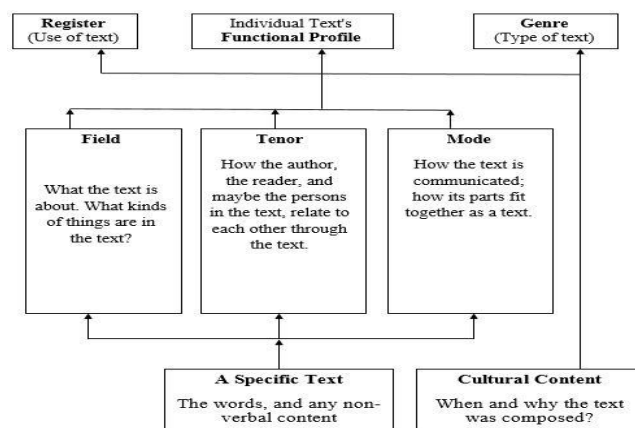 Register
(Use of text)
Individual Text's
Functional Profile
Genre
(Type of text)
Field
What the text is
about. What kinds
of things are in
the text?
Tenor
How the author,
the reader, and
maybe the persons
in the text, relate to
each other through
the text.
Mode
How the text is
communicated;
how its parts fit
together as a text.
A Specific Text
The words, and any non-
verbal content
Cultural Content
When and why the text
was composed?